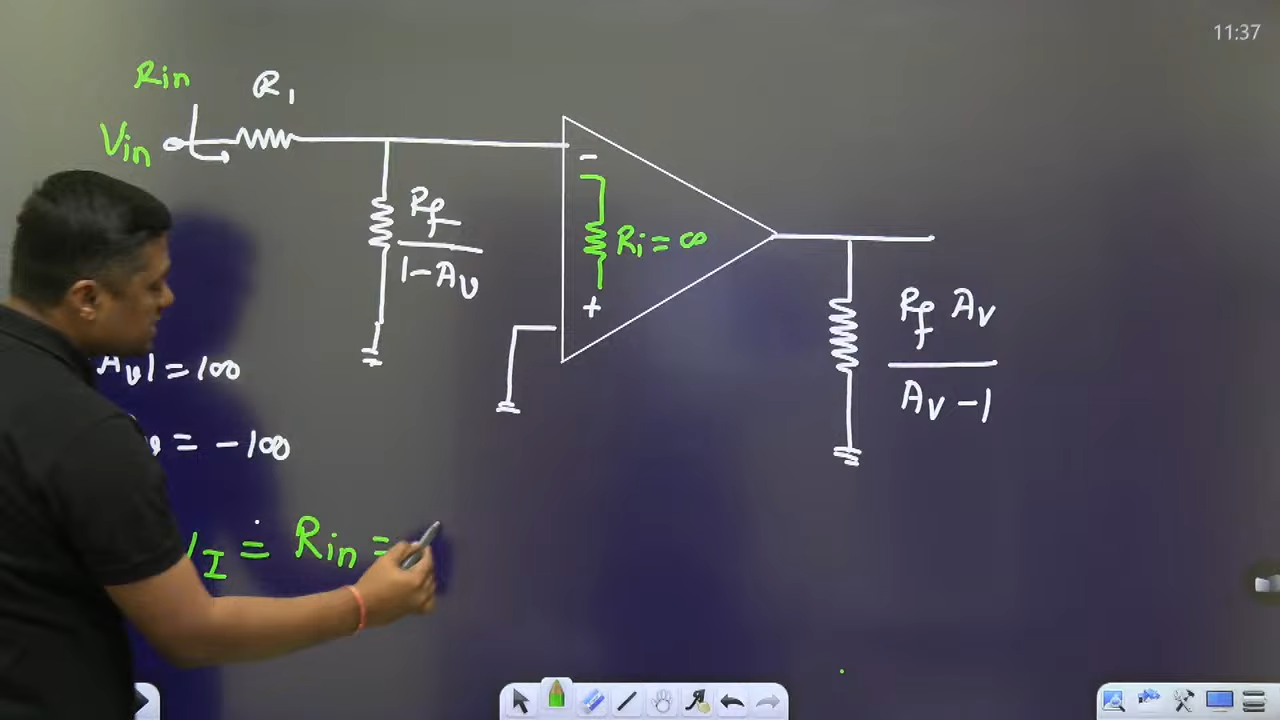 11:37
Rin
R1
Vin
-
Rf
1-Av
Ri = ∞
+
Rf Av
Av - 1
Av| = 100
= -100
I = Rin =